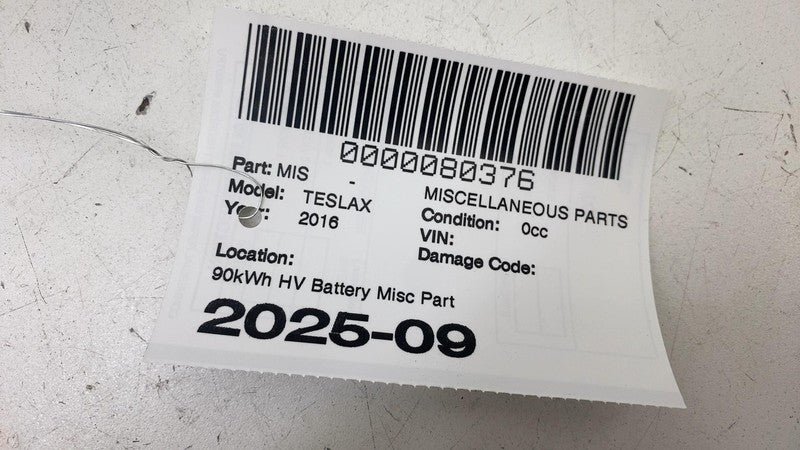 0000080376
Part: MIS - MISCELLANEOUS PARTS
Model: TESLAX Condition: 0cc
Year: 2016 VIN:
Damage Code:
Location:
90kWh HV Battery Misc Part
2025-09